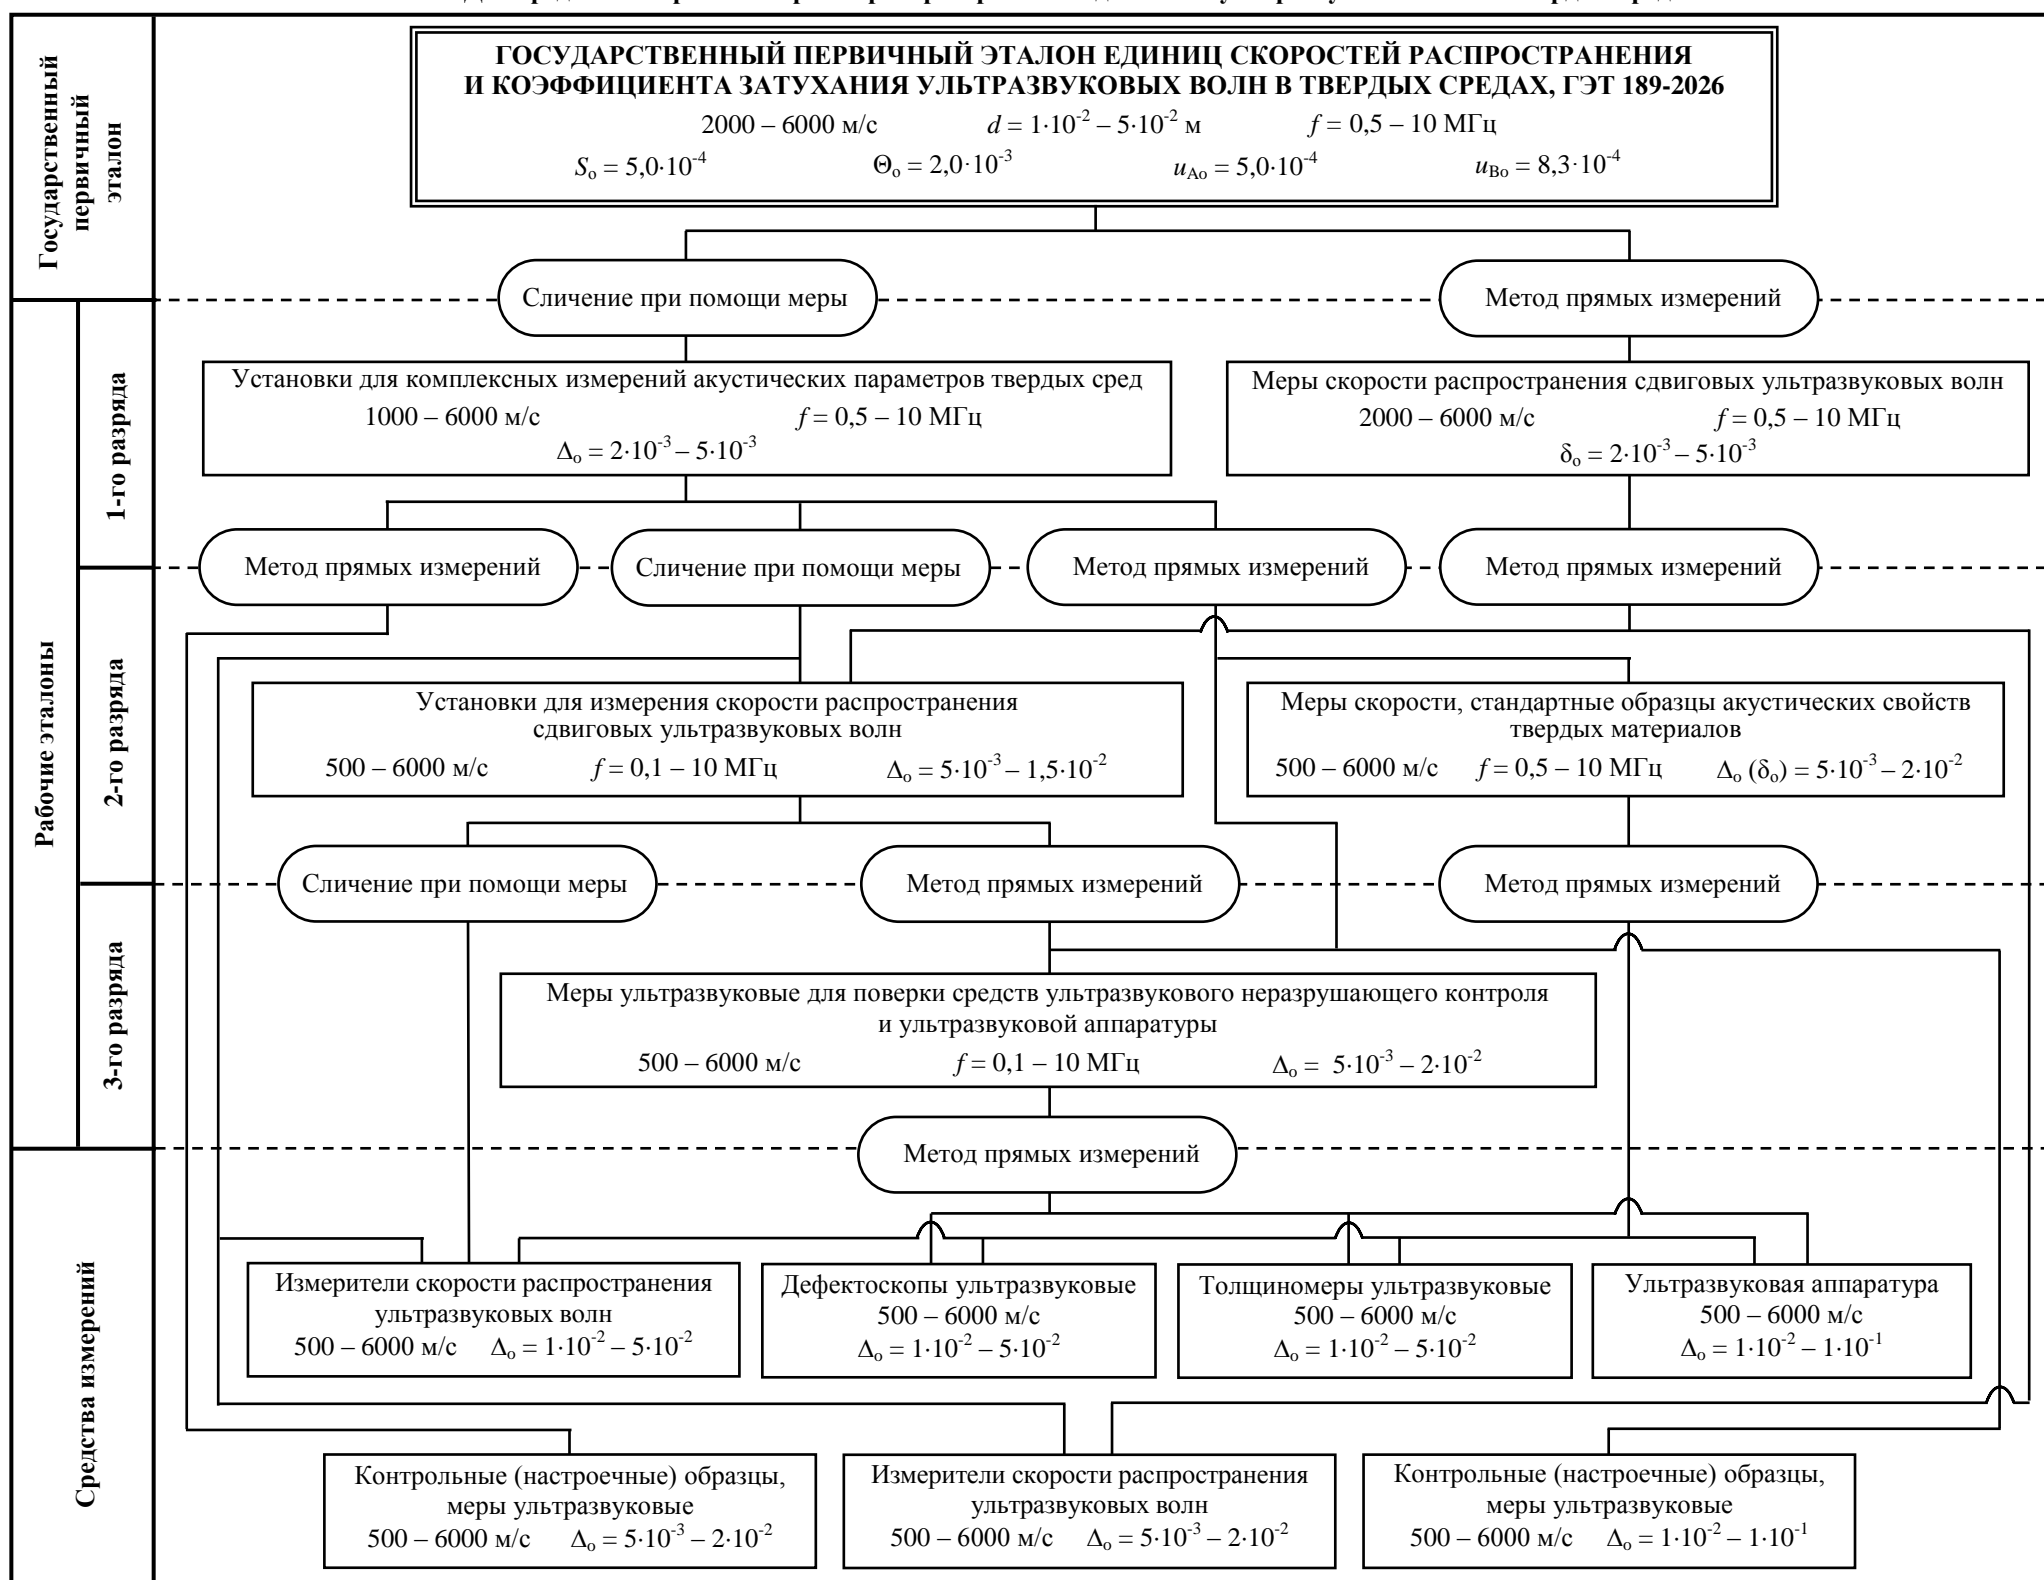 ГОСУДАРСТВЕННЫЙ ПЕРВИЧНЫЙ ЭТАЛОН ЕДИНИЦ СКОРОСТЕЙ РАСПРОСТРАНЕНИЯ
И КОЭФФИЦИЕНТА ЗАТУХАНИЯ УЛЬТРАЗВУКОВЫХ ВОЛН В ТВЕРДЫХ СРЕДАХ, ГЭТ 189-2026
2000 – 6000 м/с d = 1·10⁻² – 5·10⁻² м f = 0,5 – 10 МГц
Sₒ = 5,0·10⁻⁴ Θₒ = 2,0·10⁻³ u_Ao = 5,0·10⁻⁴ u_Bo = 8,3·10⁻⁴
Государственный
первичный
эталон
Сличение при помощи меры
Метод прямых измерений
Рабочие эталоны
1-го разряда
Установки для комплексных измерений акустических параметров твердых сред
1000 – 6000 м/с f = 0,5 – 10 МГц
Δₒ = 2·10⁻³ – 5·10⁻³
Меры скорости распространения сдвиговых ультразвуковых волн
2000 – 6000 м/с f = 0,5 – 10 МГц
δₒ = 2·10⁻³ – 5·10⁻³
Метод прямых измерений
Сличение при помощи меры
Метод прямых измерений
Метод прямых измерений
2-го разряда
Установки для измерения скорости распространения
сдвиговых ультразвуковых волн
500 – 6000 м/с f = 0,1 – 10 МГц Δₒ = 5·10⁻³ – 1,5·10⁻²
Меры скорости, стандартные образцы акустических свойств
твердых материалов
500 – 6000 м/с f = 0,5 – 10 МГц Δₒ (δₒ) = 5·10⁻³ – 2·10⁻²
Сличение при помощи меры
Метод прямых измерений
Метод прямых измерений
3-го разряда
Меры ультразвуковые для поверки средств ультразвукового неразрушающего контроля
и ультразвуковой аппаратуры
500 – 6000 м/с f = 0,1 – 10 МГц Δₒ = 5·10⁻³ – 2·10⁻²
Метод прямых измерений
Средства измерений
Измерители скорости распространения
ультразвуковых волн
500 – 6000 м/с Δₒ = 1·10⁻² – 5·10⁻²
Дефектоскопы ультразвуковые
500 – 6000 м/с
Δₒ = 1·10⁻² – 5·10⁻²
Толщиномеры ультразвуковые
500 – 6000 м/с
Δₒ = 1·10⁻² – 5·10⁻²
Ультразвуковая аппаратура
500 – 6000 м/с
Δₒ = 1·10⁻² – 1·10⁻¹
Контрольные (настроечные) образцы,
меры ультразвуковые
500 – 6000 м/с Δₒ = 5·10⁻³ – 2·10⁻²
Измерители скорости распространения
ультразвуковых волн
500 – 6000 м/с Δₒ = 5·10⁻³ – 2·10⁻²
Контрольные (настроечные) образцы,
меры ультразвуковые
500 – 6000 м/с Δₒ = 1·10⁻² – 1·10⁻¹